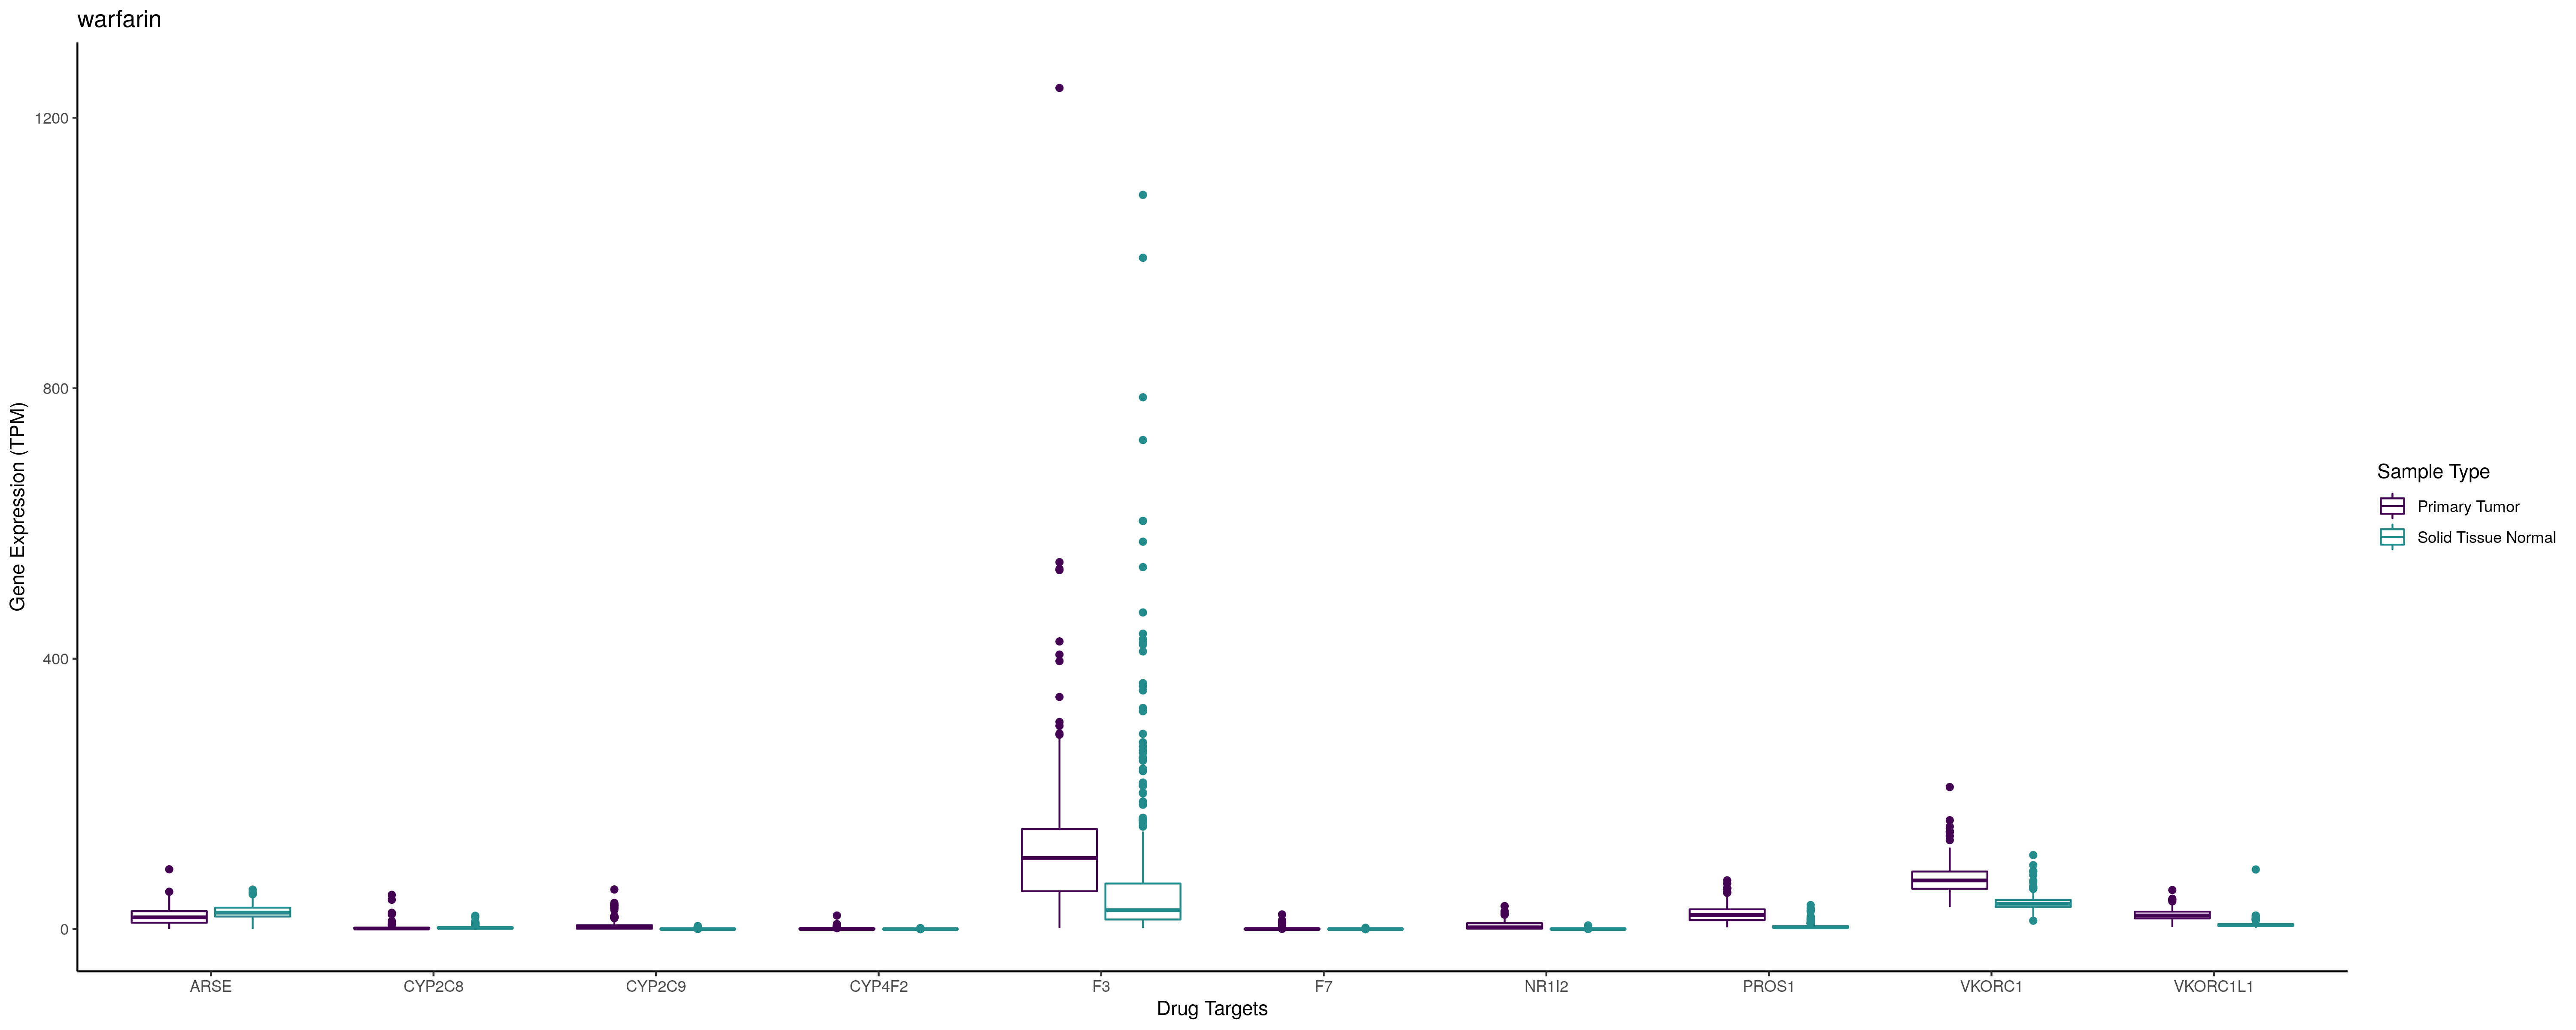 warfarin
Gene Expression (TPM)
1200
800
400
0
ARSE CYP2C8 CYP2C9 CYP4F2 F3 F7 NR1I2 PROS1 VKORC1 VKORC1L1
Drug Targets
Sample Type
Primary Tumor
Solid Tissue Normal